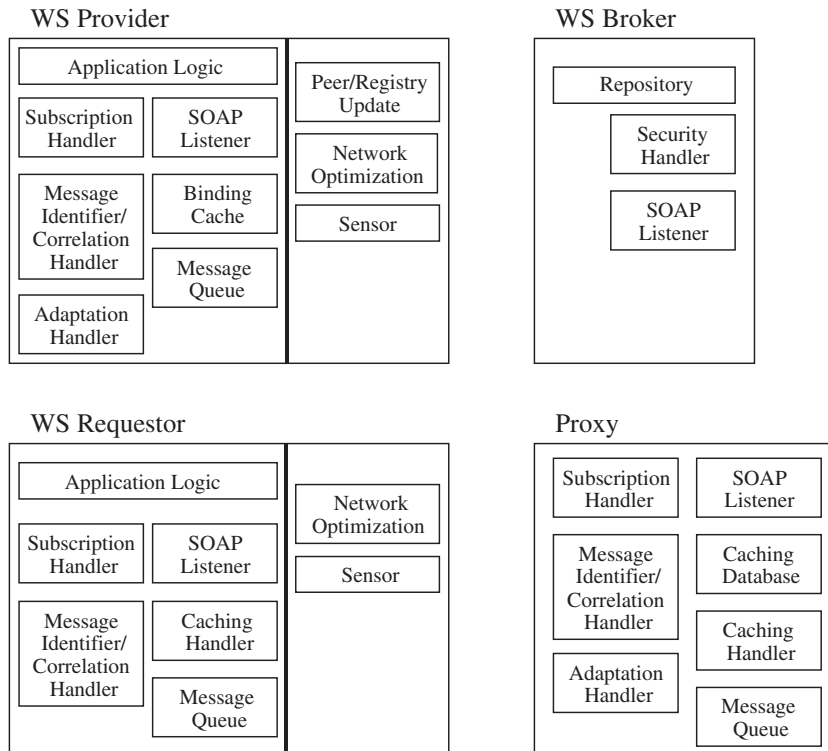 WS Provider
Application Logic
Subscription
Handler
SOAP
Listener
Message
Identifier/
Correlation
Handler
Binding
Cache
Message
Queue
Adaptation
Handler
Peer/Registry
Update
Network
Optimization
Sensor
WS Broker
Repository
Security
Handler
SOAP
Listener
WS Requestor
Application Logic
Subscription
Handler
SOAP
Listener
Message
Identifier/
Correlation
Handler
Caching
Handler
Message
Queue
Network
Optimization
Sensor
Proxy
Subscription
Handler
SOAP
Listener
Message
Identifier/
Correlation
Handler
Caching
Database
Caching
Handler
Adaptation
Handler
Message
Queue